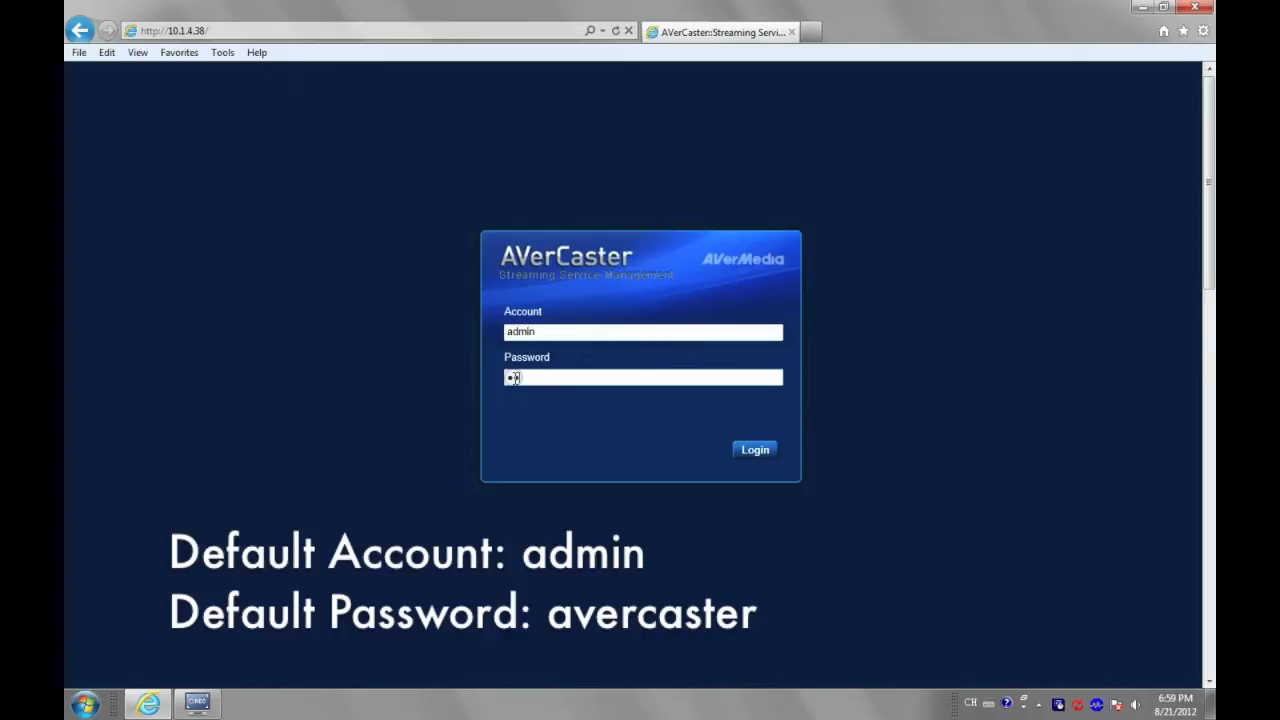 http://10.1.4.38/
AVerCaster::Streaming Servi...
File Edit View Favorites Tools Help
AVerCaster
AVerMedia
Streaming Service Management
Account
admin
Password
Login
Default Account: admin
Default Password: avercaster
CH
6:59 PM
8/21/2012